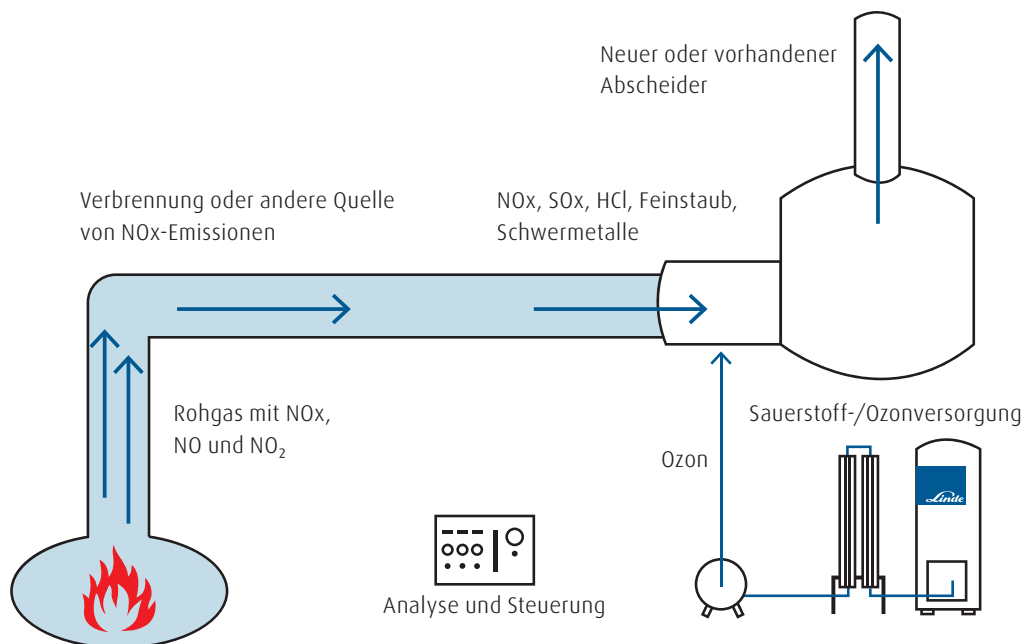 Neuer oder vorhandener
Abscheider
Verbrennung oder andere Quelle
von NOx-Emissionen
NOx, SOx, HCl, Feinstaub,
Schwermetalle
Rohgas mit NOx,
NO und NO₂
Sauerstoff-/Ozonversorgung
Ozon
Linde
Analyse und Steuerung